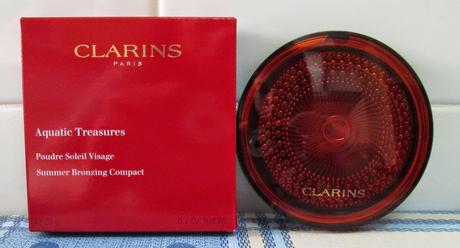 CLARINS
PARIS
Aquatic Treasures
Poudre Soleil Visage
Summer Bronzing Compact
CLARINS